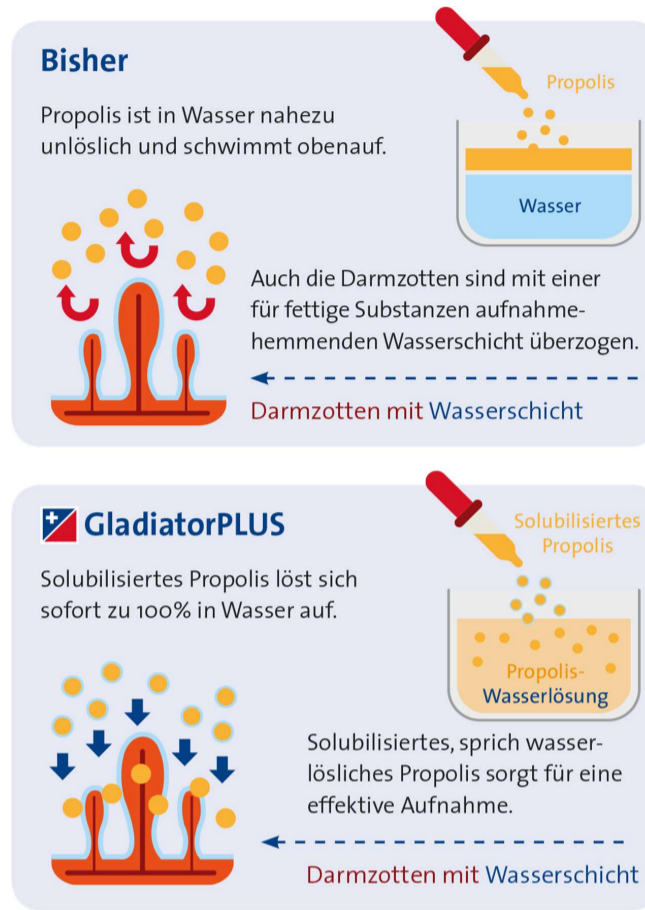 Bisher
Propolis ist in Wasser nahezu
unlöslich und schwimmt obenauf.
Propolis
Wasser
Auch die Darmzotten sind mit einer
für fettige Substanzen aufnahme-
hemmenden Wasserschicht überzogen.
Darmzotten mit Wasserschicht
GladiatorPLUS
Solubilisiertes Propolis löst sich
sofort zu 100% in Wasser auf.
Solubilisiertes
Propolis
Propolis-
Wasserlösung
Solubilisiertes, sprich wasser-
lösliches Propolis sorgt für eine
effektive Aufnahme.
Darmzotten mit Wasserschicht